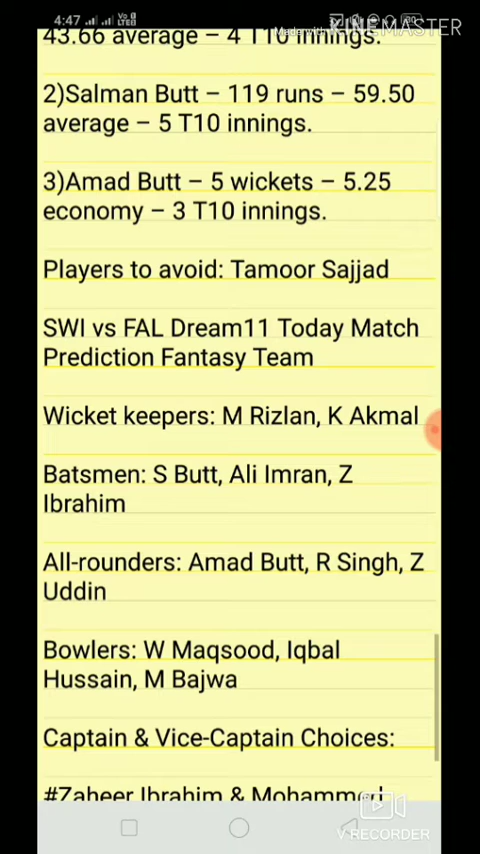 4:47
Made with KINEMASTER
43.66 average – 4 T10 innings.
2)Salman Butt – 119 runs – 59.50
average – 5 T10 innings.
3)Amad Butt – 5 wickets – 5.25
economy – 3 T10 innings.
Players to avoid: Tamoor Sajjad
SWI vs FAL Dream11 Today Match
Prediction Fantasy Team
Wicket keepers: M Rizlan, K Akmal
Batsmen: S Butt, Ali Imran, Z
Ibrahim
All-rounders: Amad Butt, R Singh, Z
Uddin
Bowlers: W Maqsood, Iqbal
Hussain, M Bajwa
Captain & Vice-Captain Choices:
#Zaheer Ibrahim & Mohammed
V-RECORDER